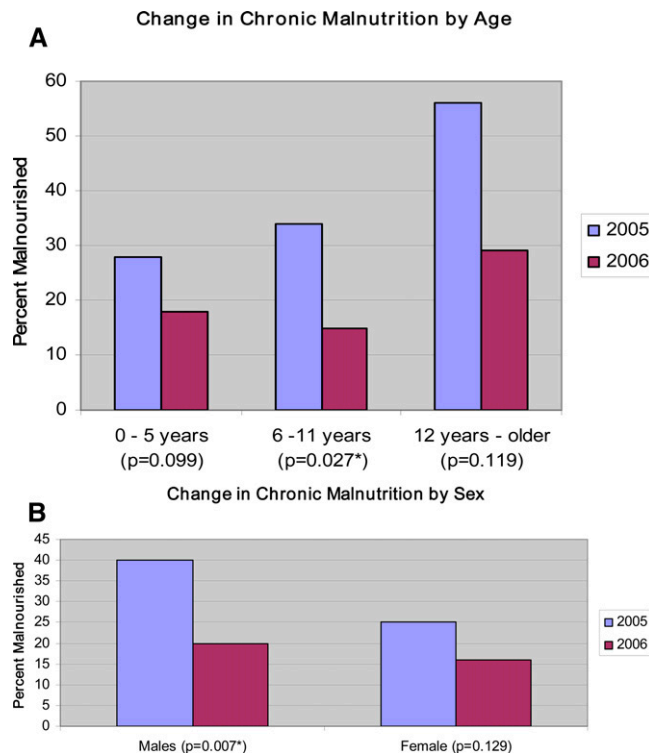 Change in Chronic Malnutrition by Age
A
60
50
40
30
20
10
0
Percent Malnourished
2005
2006
0 - 5 years
(p=0.099)
6 -11 years
(p=0.027*)
12 years - older
(p=0.119)
Change in Chronic Malnutrition by Sex
B
45
40
35
30
25
20
15
10
5
0
Percent Malnourished
2005
2006
Males (p=0.007*)
Female (p=0.129)